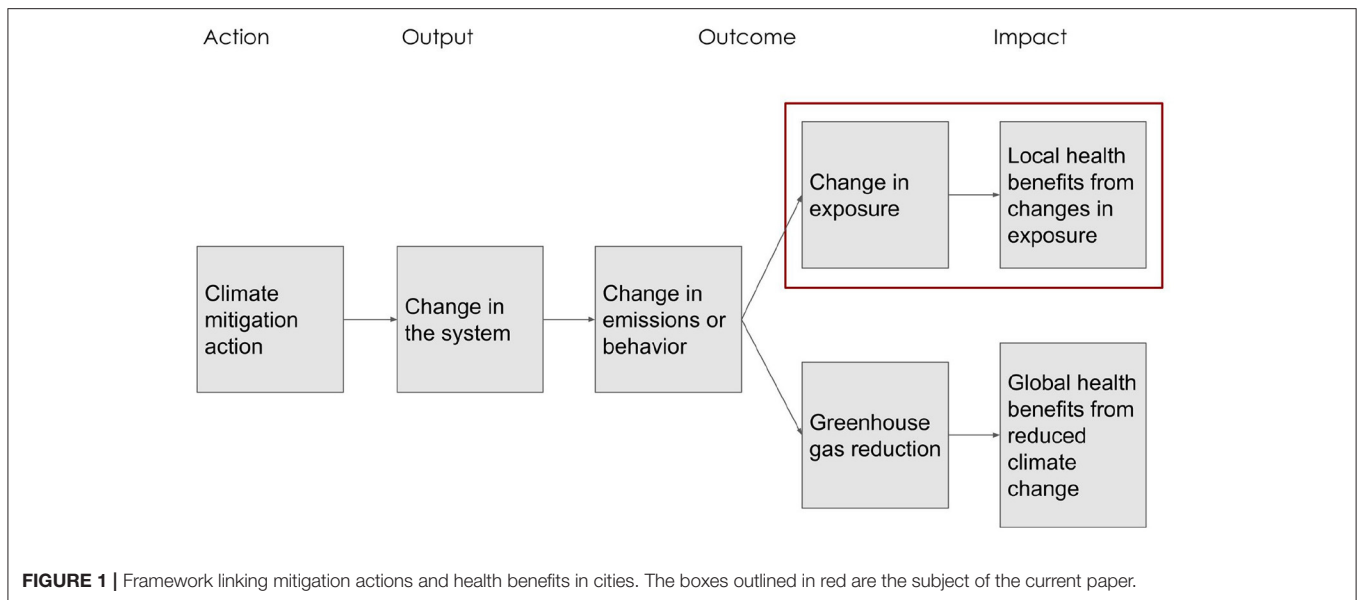 Action
Output
Outcome
Impact
Climate
mitigation
action
Change in
the system
Change in
emissions or
behavior
Change in
exposure
Local health
benefits from
changes in
exposure
Greenhouse
gas reduction
Global health
benefits from
reduced
climate
change
FIGURE 1 | Framework linking mitigation actions and health benefits in cities. The boxes outlined in red are the subject of the current paper.